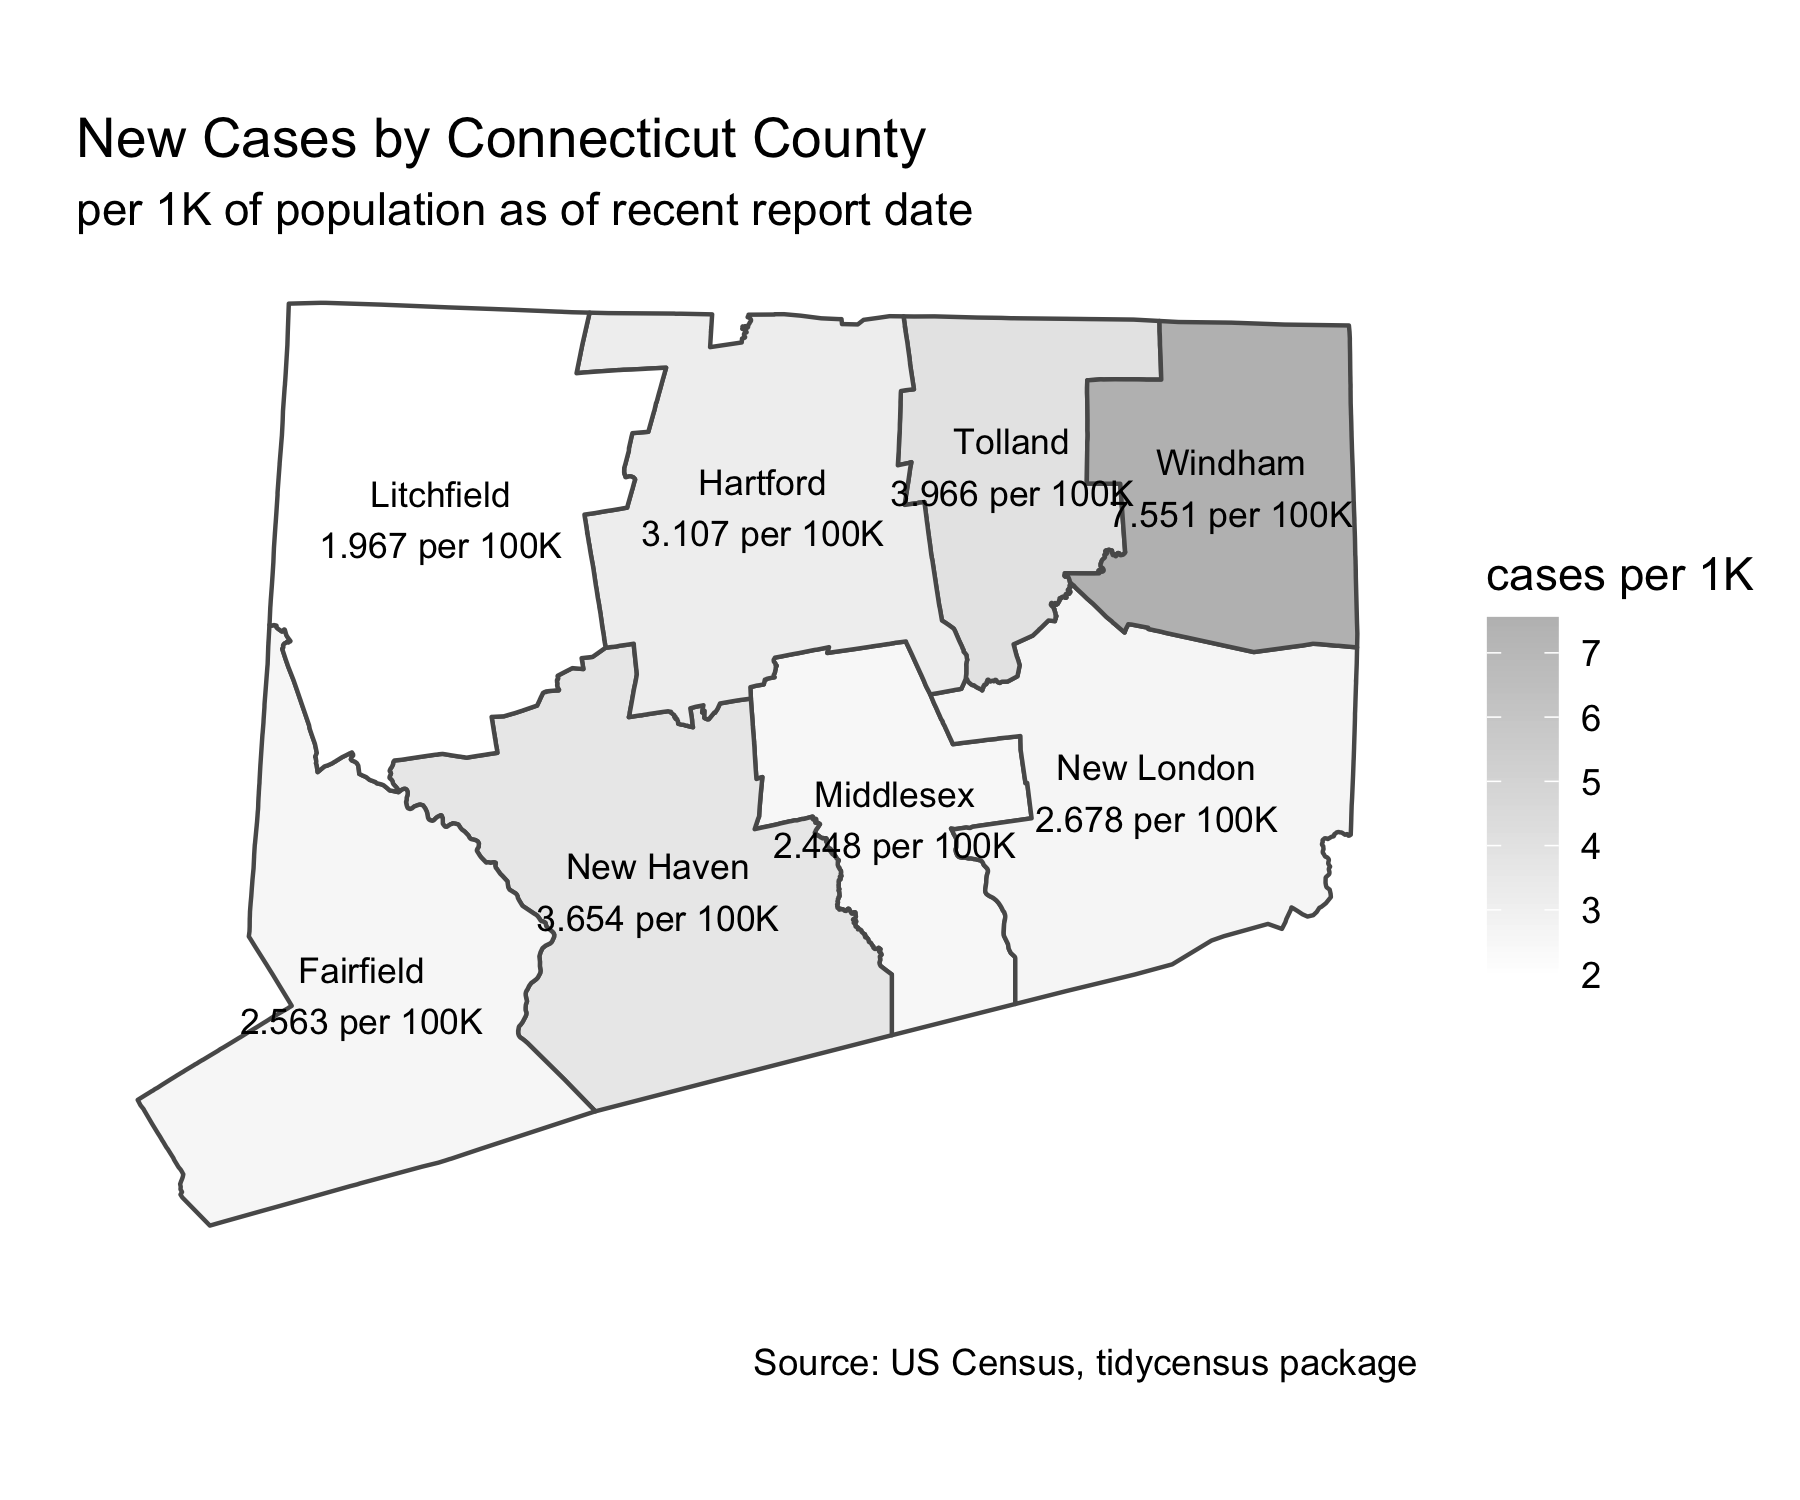 New Cases by Connecticut County
per 1K of population as of recent report date
Litchfield
1.967 per 100K
Hartford
3.107 per 100K
Tolland
3.966 per 100K
Windham
7.551 per 100K
New London
2.678 per 100K
Middlesex
2.448 per 100K
New Haven
3.654 per 100K
Fairfield
2.563 per 100K
cases per 1K
7
6
5
4
3
2
Source: US Census, tidycensus package